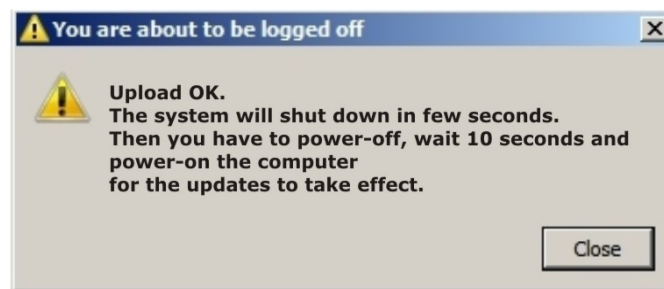 You are about to be logged off
Upload OK.
The system will shut down in few seconds.
Then you have to power-off, wait 10 seconds and
power-on the computer
for the updates to take effect.
Close